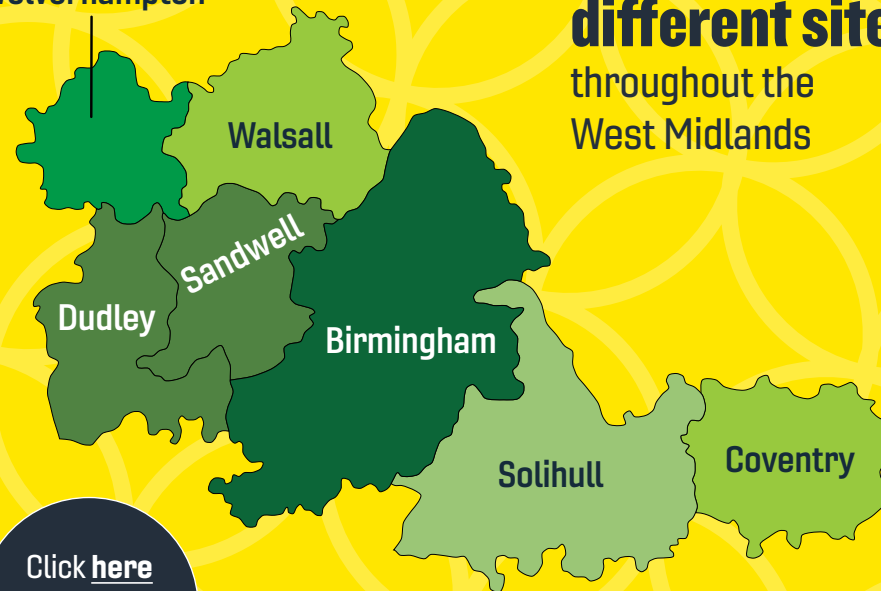 different site
throughout the
West Midlands
Walsall
Sandwell
Dudley
Birmingham
Solihull
Coventry
Click here